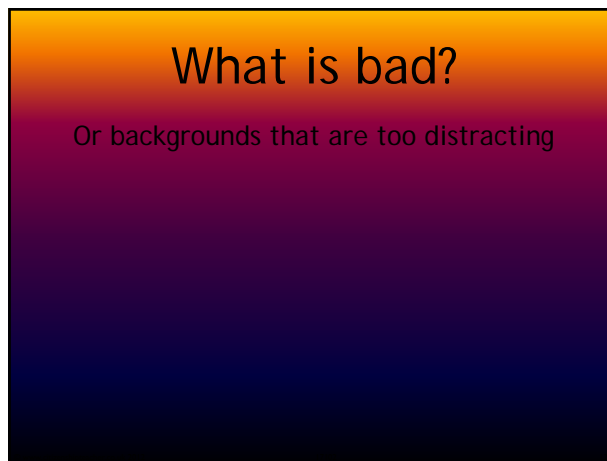 What is bad?
Or backgrounds that are too distracting